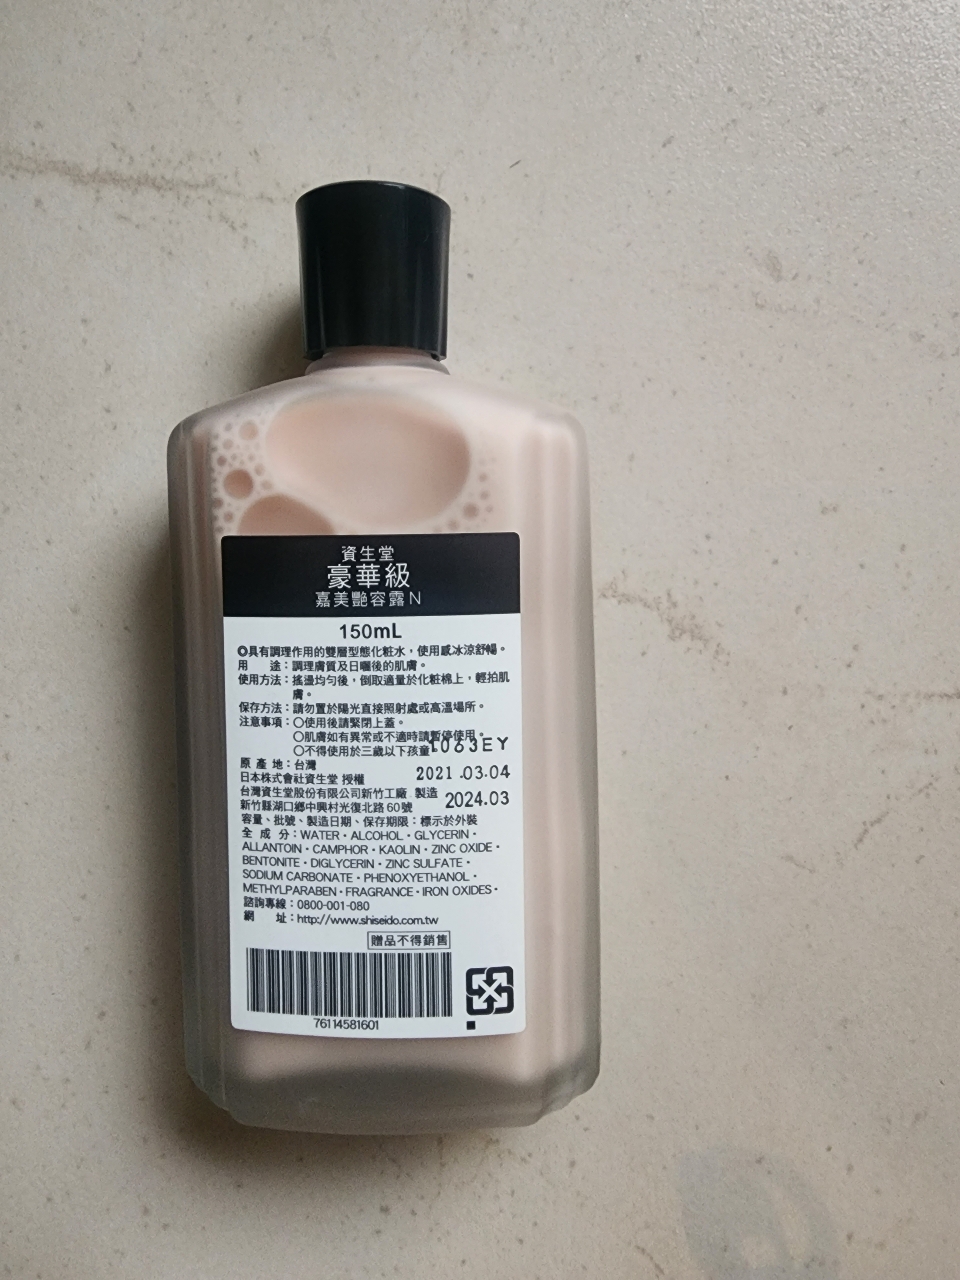 資生堂
豪華級
嘉美艷容露N
150mL
◎具有調理作用的雙層型態化粧水，使用感冰涼舒暢。
用　　途：調理膚質及日曬後的肌膚。
使用方法：搖盪均勻後，倒取適量於化粧棉上，輕拍肌
膚。
保存方法：請勿置於陽光直接照射處或高溫場所。
注意事項：○使用後請緊閉上蓋。
○肌膚如有異常或不適時請暫停使用。
○不得使用於三歲以下孩童 1063EY
原 產 地：台灣
日本株式會社資生堂 授權 2021.03.04
台灣資生堂股份有限公司新竹工廠 製造
新竹縣湖口鄉中興村光復北路60號 2024.03
容量、批號、製造日期、保存期限：標示於外裝
全 成 分：WATER・ALCOHOL・GLYCERIN・
ALLANTOIN・CAMPHOR・KAOLIN・ZINC OXIDE・
BENTONITE・DIGLYCERIN・ZINC SULFATE・
SODIUM CARBONATE・PHENOXYETHANOL・
METHYLPARABEN・FRAGRANCE・IRON OXIDES・
諮詢專線：0800-001-080
網　　址：http://www.shiseido.com.tw
贈品不得銷售
76114581601